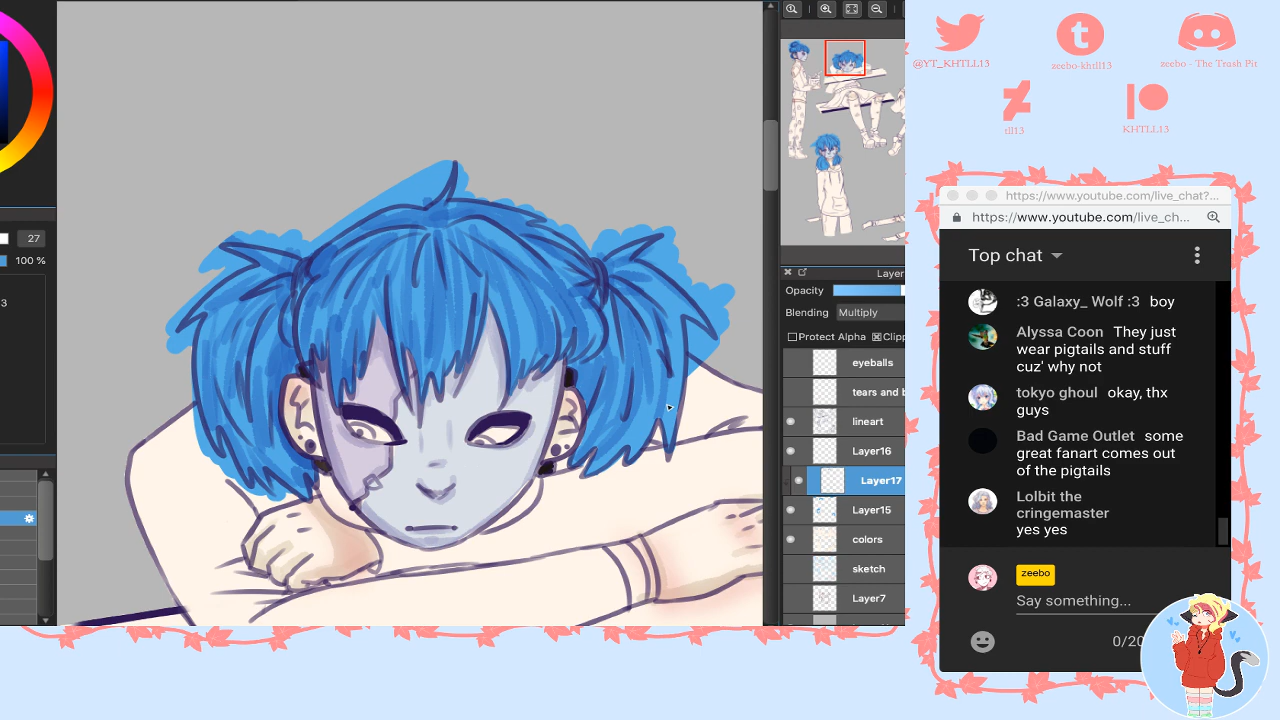 27
100 %
3
Layer
Opacity
Blending Multiply
Protect Alpha Clipp
eyeballs
tears and b
lineart
Layer16
Layer17
Layer15
colors
sketch
Layer7
@YT_KHTLL13
zeebo-khtll13
zeebo - The Trash Pit
tll13
KHTLL13
https://www.youtube.com/live_chat?...
https://www.youtube.com/live_ch...
Top chat
:3 Galaxy_ Wolf :3 boy
Alyssa Coon They just
wear pigtails and stuff
cuz' why not
tokyo ghoul okay, thx
guys
Bad Game Outlet some
great fanart comes out
of the pigtails
Lolbit the
cringemaster
yes yes
zeebo
Say something...
0/20